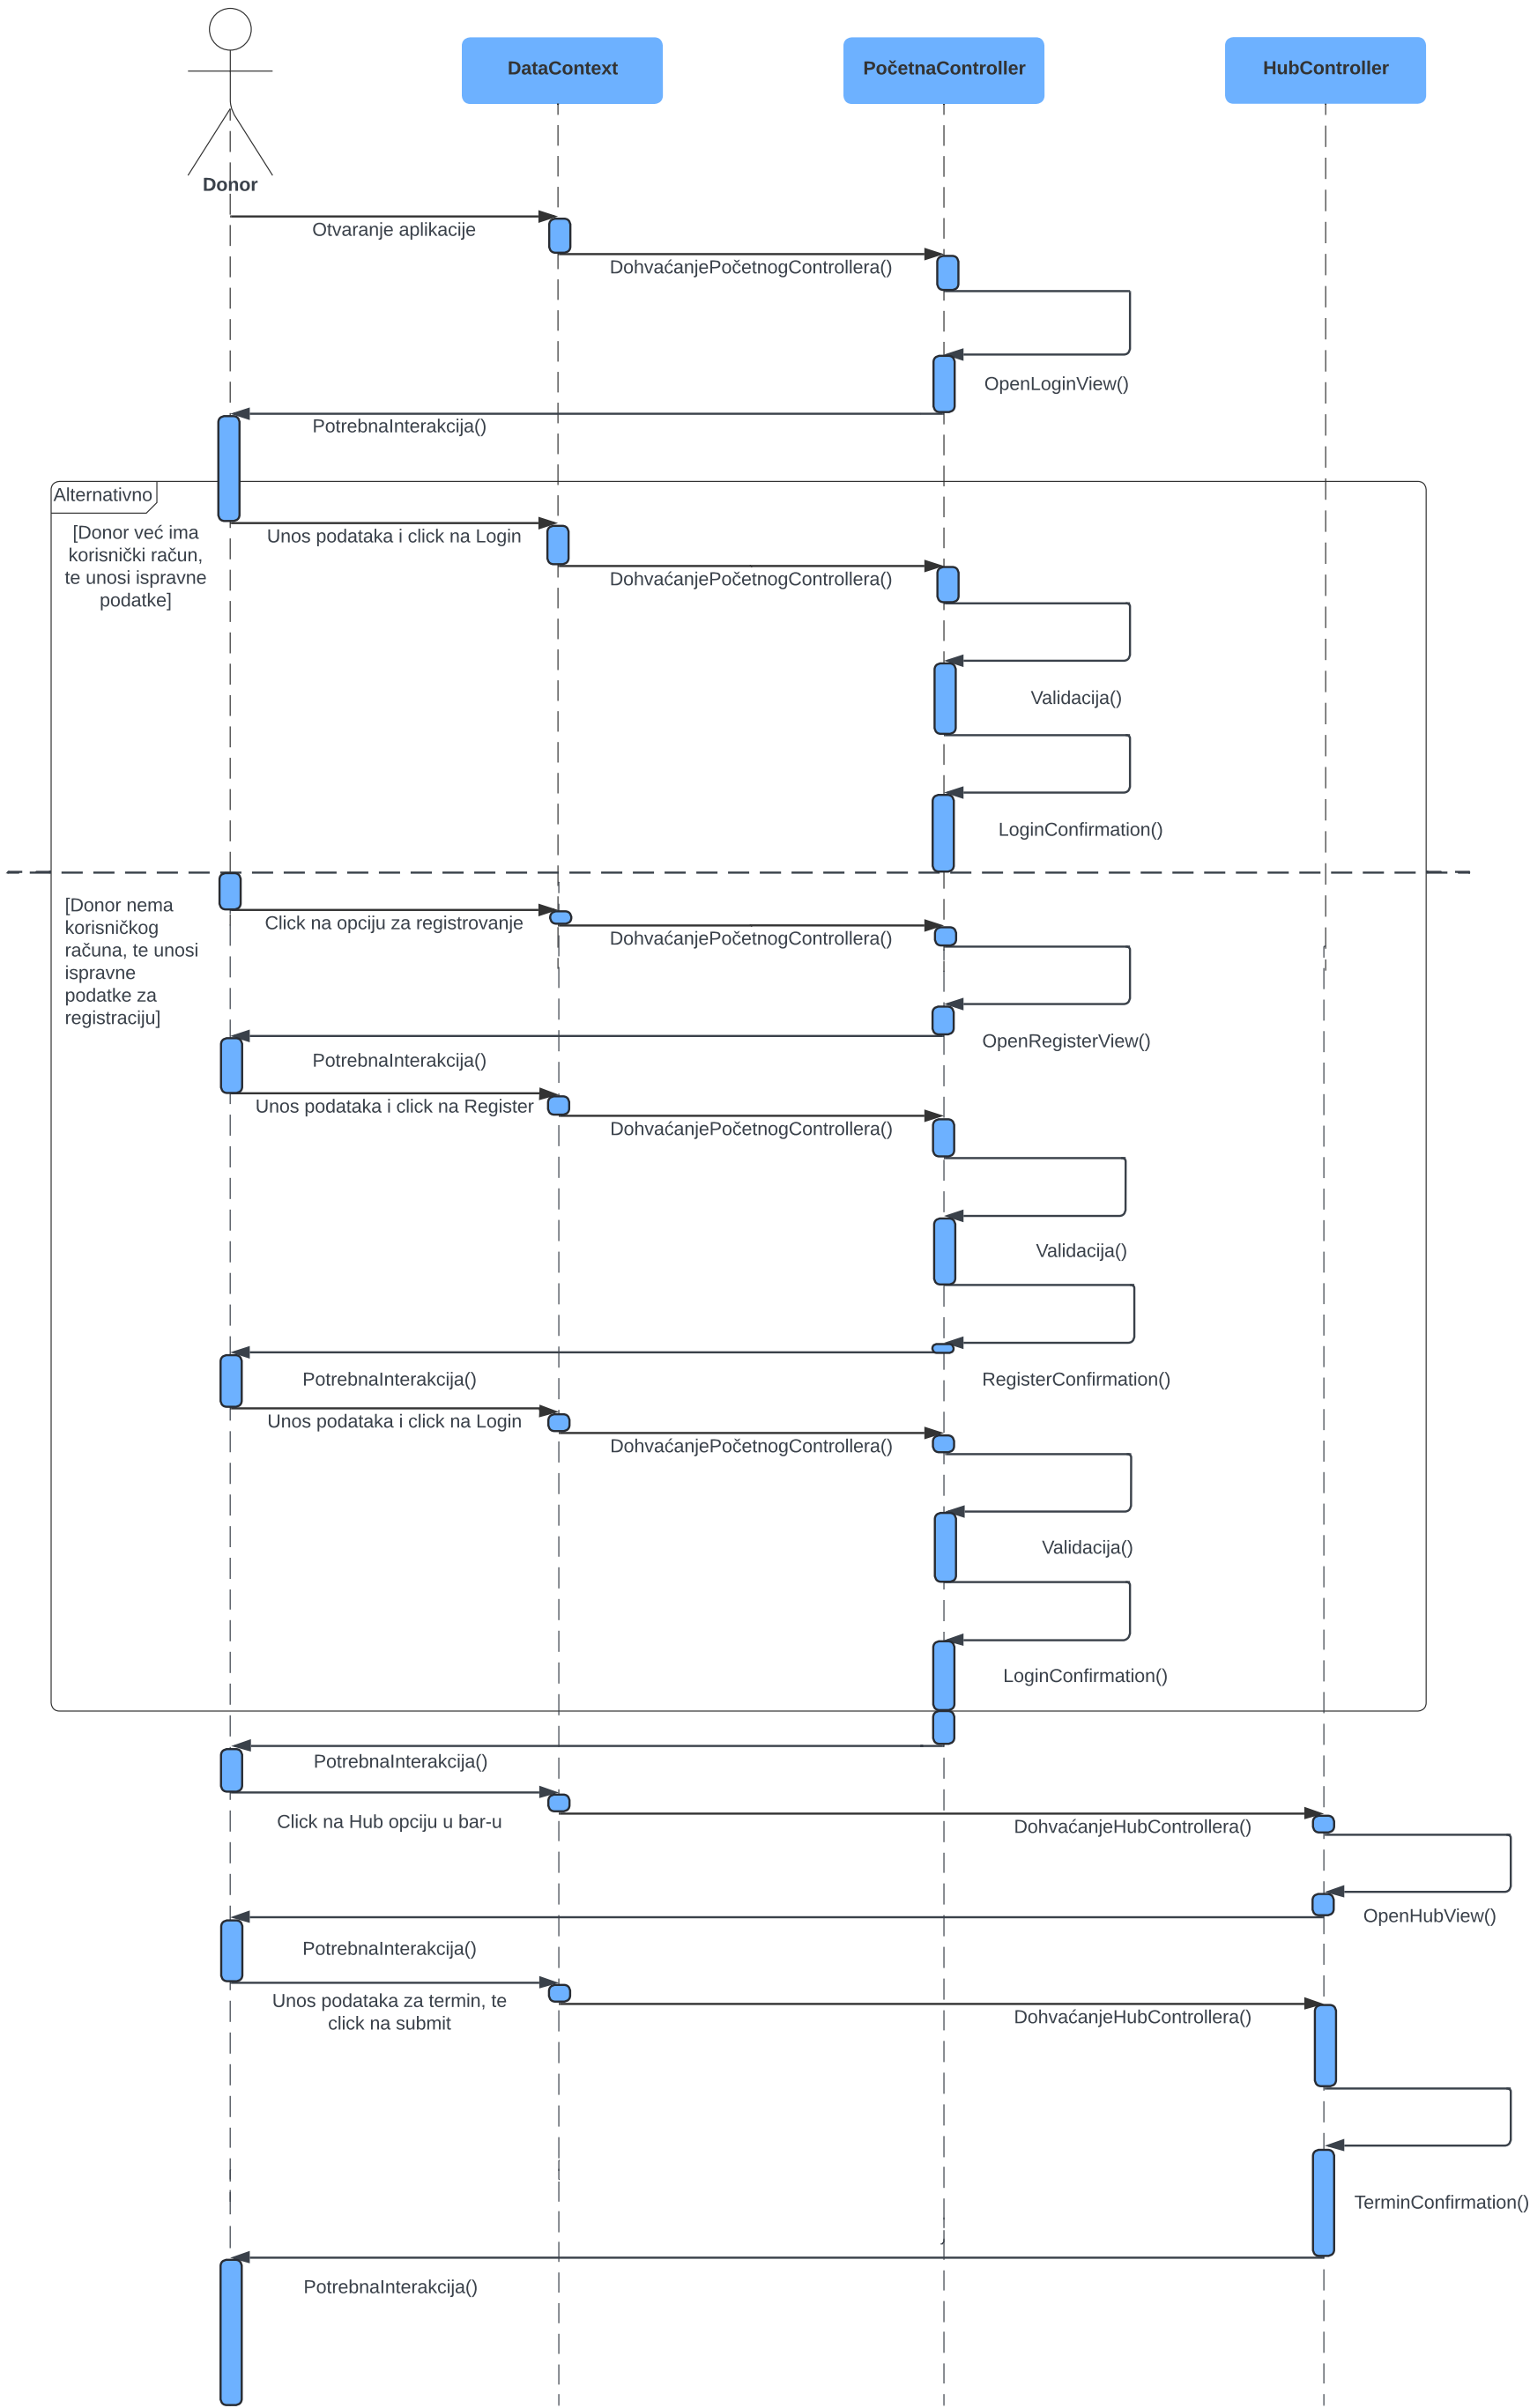 DataContext
PočetnaController
HubController
Donor
Otvaranje aplikacije
DohvaćanjePočetnogControllera()
OpenLoginView()
PotrebnaInterakcija()
Alternativno
[Donor već ima
korisnički račun,
te unosi ispravne
podatke]
Unos podataka i click na Login
DohvaćanjePočetnogControllera()
Validacija()
LoginConfirmation()
[Donor nema
korisničkog
računa, te unosi
ispravne
podatke za
registraciju]
Click na opciju za registrovanje
DohvaćanjePočetnogControllera()
OpenRegisterView()
PotrebnaInterakcija()
Unos podataka i click na Register
DohvaćanjePočetnogControllera()
Validacija()
RegisterConfirmation()
PotrebnaInterakcija()
Unos podataka i click na Login
DohvaćanjePočetnogControllera()
Validacija()
LoginConfirmation()
PotrebnaInterakcija()
Click na Hub opciju u bar-u
DohvaćanjeHubControllera()
OpenHubView()
PotrebnaInterakcija()
Unos podataka za termin, te
click na submit
DohvaćanjeHubControllera()
TerminConfirmation()
PotrebnaInterakcija()